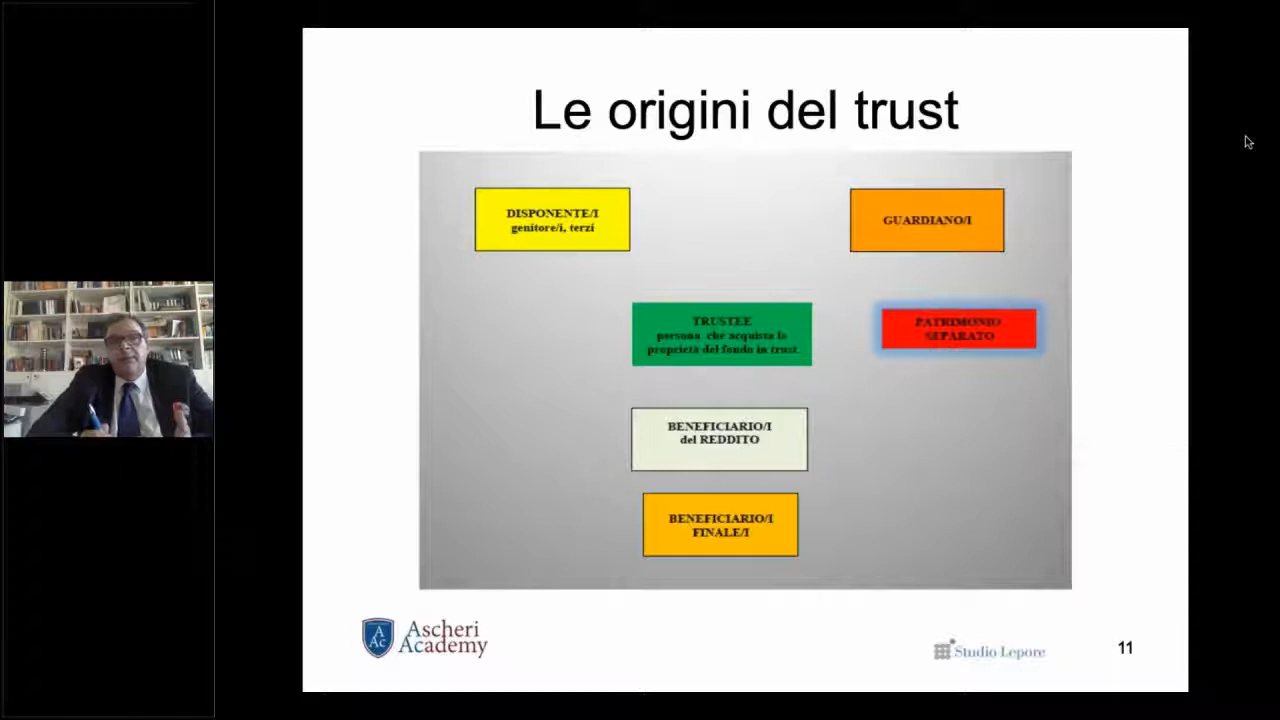 Le origini del trust
DISPONENTE/I
genitore/i, terzi
GUARDIANO/I
TRUSTEE
persona che acquista la
proprietà del fondo in trust
PATRIMONIO
SEPARATO
BENEFICIARIO/I
del REDDITO
BENEFICIARIO/I
FINALE/I
A
Ac
Ascheri
Academy
Studio Lepore
11